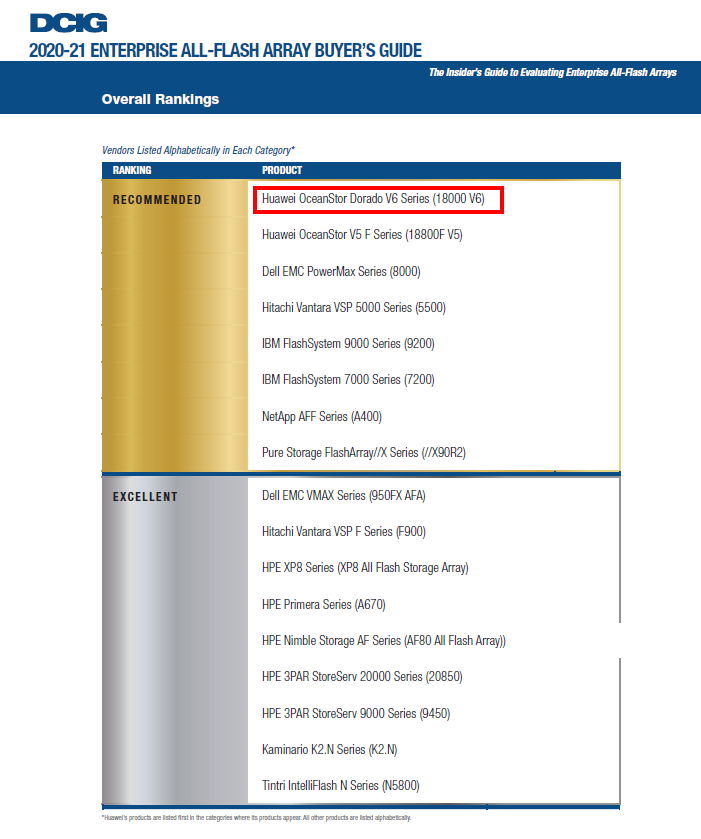 DCIG
2020-21 ENTERPRISE ALL-FLASH ARRAY BUYER'S GUIDE
The Insider's Guide to Evaluating Enterprise All-Flash Arrays
Overall Rankings
Vendors Listed Alphabetically in Each Category*
RANKING PRODUCT
RECOMMENDED Huawei OceanStor Dorado V6 Series (18000 V6)
Huawei OceanStor V5 F Series (18800F V5)
Dell EMC PowerMax Series (8000)
Hitachi Vantara VSP 5000 Series (5500)
IBM FlashSystem 9000 Series (9200)
IBM FlashSystem 7000 Series (7200)
NetApp AFF Series (A400)
Pure Storage FlashArray//X Series (//X90R2)
EXCELLENT Dell EMC VMAX Series (950FX AFA)
Hitachi Vantara VSP F Series (F900)
HPE XP8 Series (XP8 All Flash Storage Array)
HPE Primera Series (A670)
HPE Nimble Storage AF Series (AF80 All Flash Array))
HPE 3PAR StoreServ 20000 Series (20850)
HPE 3PAR StoreServ 9000 Series (9450)
Kaminario K2.N Series (K2.N)
Tintri IntelliFlash N Series (N5800)
*Huawei's products are listed first in the categories where its products appear. All other products are listed alphabetically.